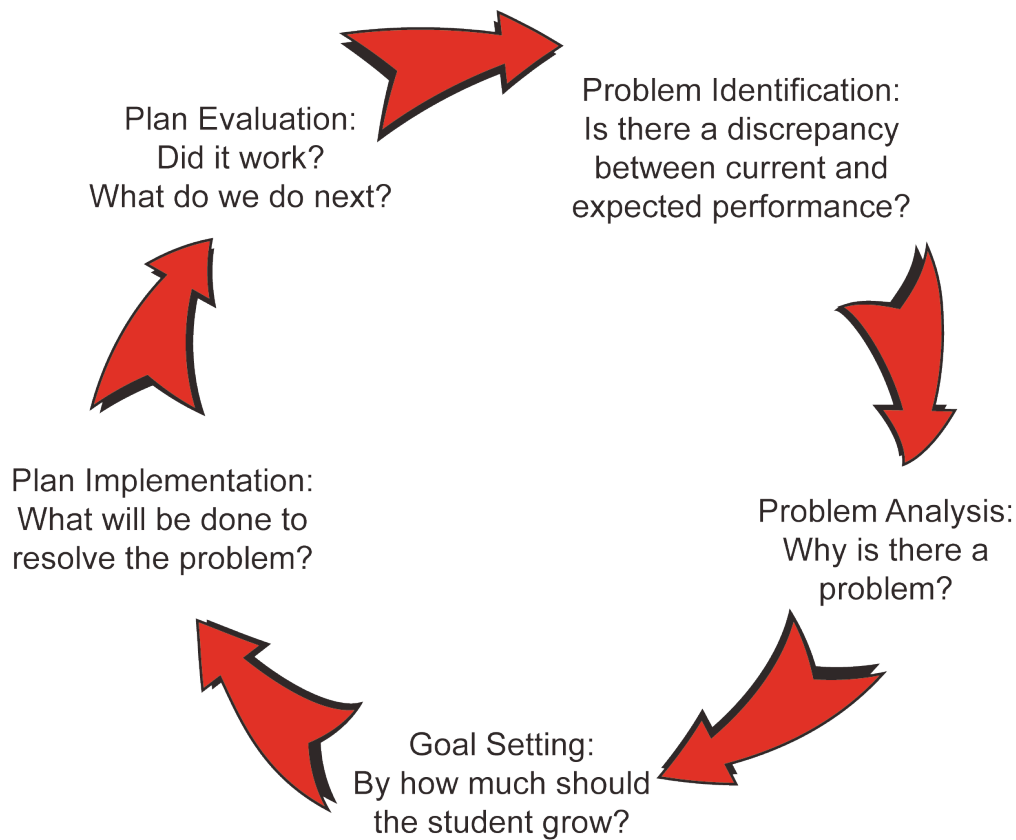 Problem Identification:
Is there a discrepancy
between current and
expected performance?
Problem Analysis:
Why is there a
problem?
Goal Setting:
By how much should
the student grow?
Plan Implementation:
What will be done to
resolve the problem?
Plan Evaluation:
Did it work?
What do we do next?